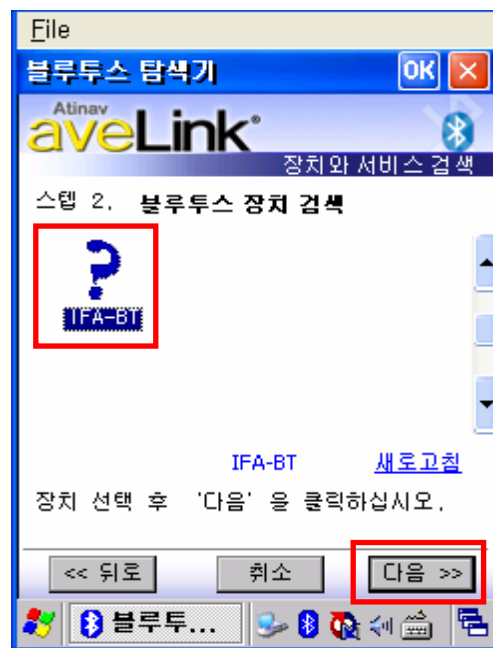 File
블루투스 탐색기 OK
Atinav
aveLink®
장치와 서비스 검색
스텝 2. 블루투스 장치 검색
IFA-BT
IFA-BT 새로고침
장치 선택 후 '다음' 을 클릭하십시오.
<< 뒤로 취소 다음 >>
블루투...